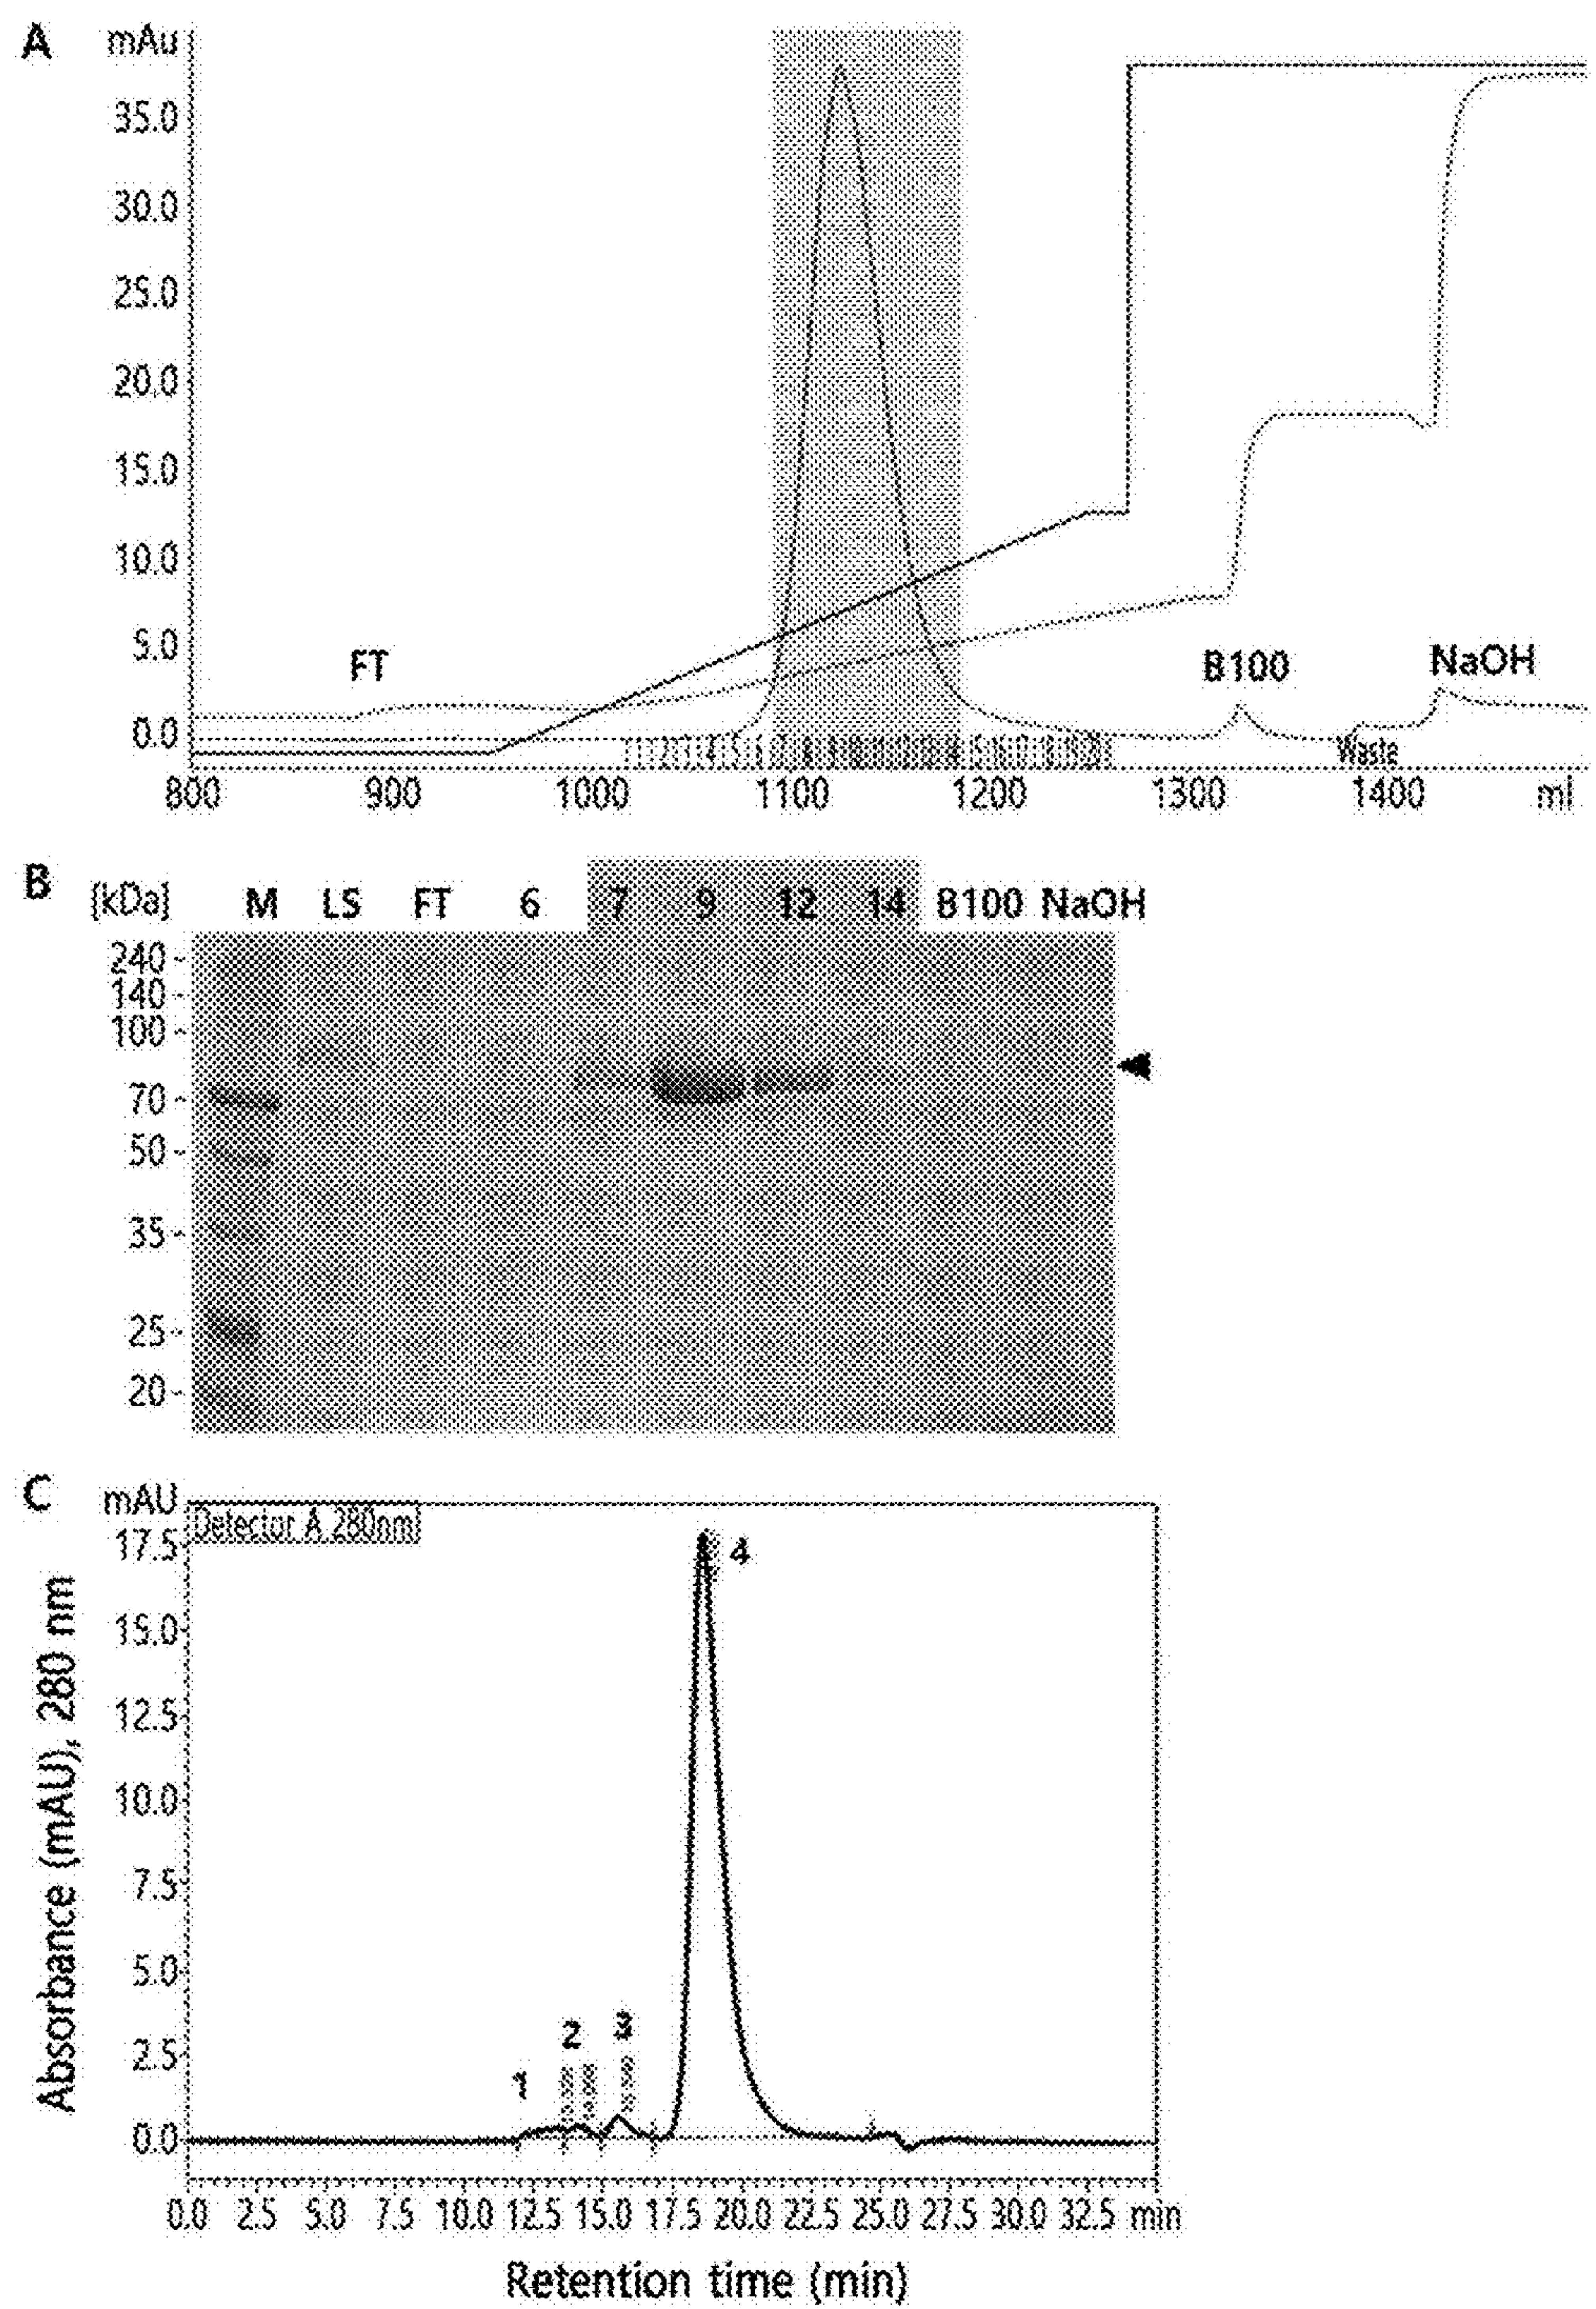 A
mAu
35.0
30.0
25.0
20.0
15.0
10.0
5.0
0.0
FT
B100
NaOH
Waste
800 900 1000 1100 1200 1300 1400 ml
B
[kDa] M LS FT 6 7 9 12 14 B100 NaOH
240
140
100
70
50
35
25
20
C
mAU
Detector A 280nm
17.5
15.0
12.5
10.0
7.5
5.0
2.5
0.0
Absorbance (mAU), 280 nm
1
2
3
4
0.0 2.5 5.0 7.5 10.0 12.5 15.0 17.5 20.0 22.5 25.0 27.5 30.0 32.5 min
Retention time (min)